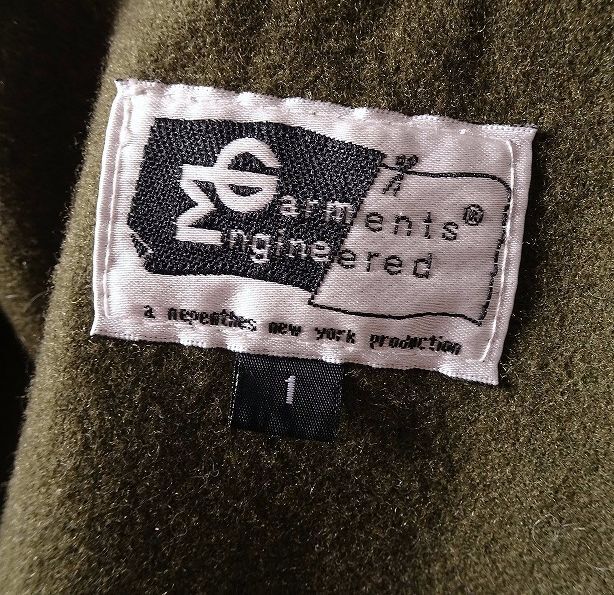 Garments®
Engineered
a nepenthes new york production
1